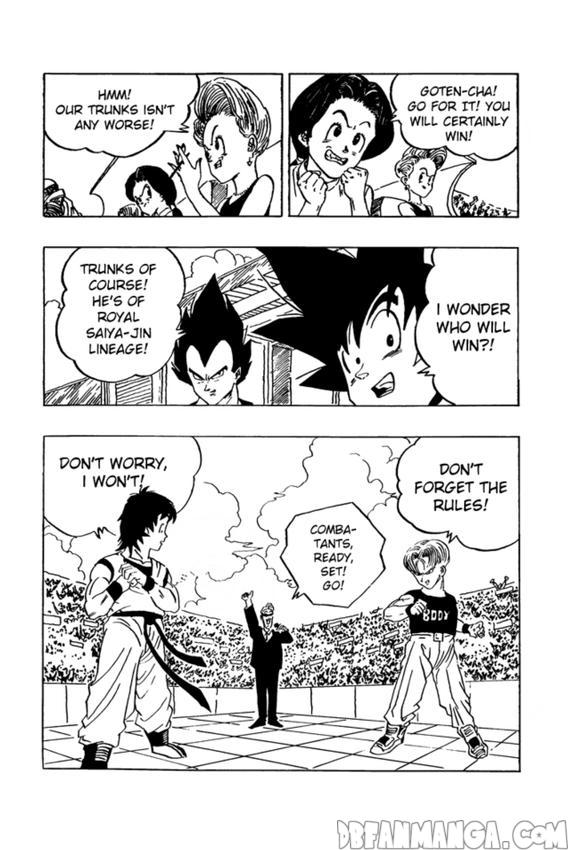 GOTEN-CHA!
GO FOR IT! YOU
WILL CERTAINLY
WIN!
HMM!
OUR TRUNKS ISN'T
ANY WORSE!
I WONDER
WHO WILL
WIN?!
TRUNKS OF
COURSE!
HE'S OF
ROYAL
SAIYA-JIN
LINEAGE!
DON'T
FORGET THE
RULES!
DON'T WORRY,
I WON'T!
COMBA-
TANTS,
READY,
SET!
GO!
BODY
DBFANMANGA.COM
DBFANMANGA.COM